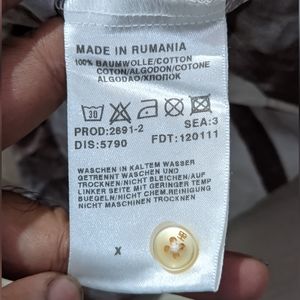 MADE IN RUMANIA
100% BAUMWOLLE/COTTON
COTON/ALGODON/COTONE
ALGODAO/ХЛОПОК
30
PROD:2691-2 SEA:3
DIS:5790 FDT:120111
WASCHEN IN KALTEM WASSER
GETRENNT WASCHEN UND
TROCKNEN/NICHT BLEICHEN/AUF
LINKER SEITE MIT GERINGER TEMP
BUEGELN/NICHT CHEM.REINIGUNG
NICHT MASCHINEN TROCKNEN
X